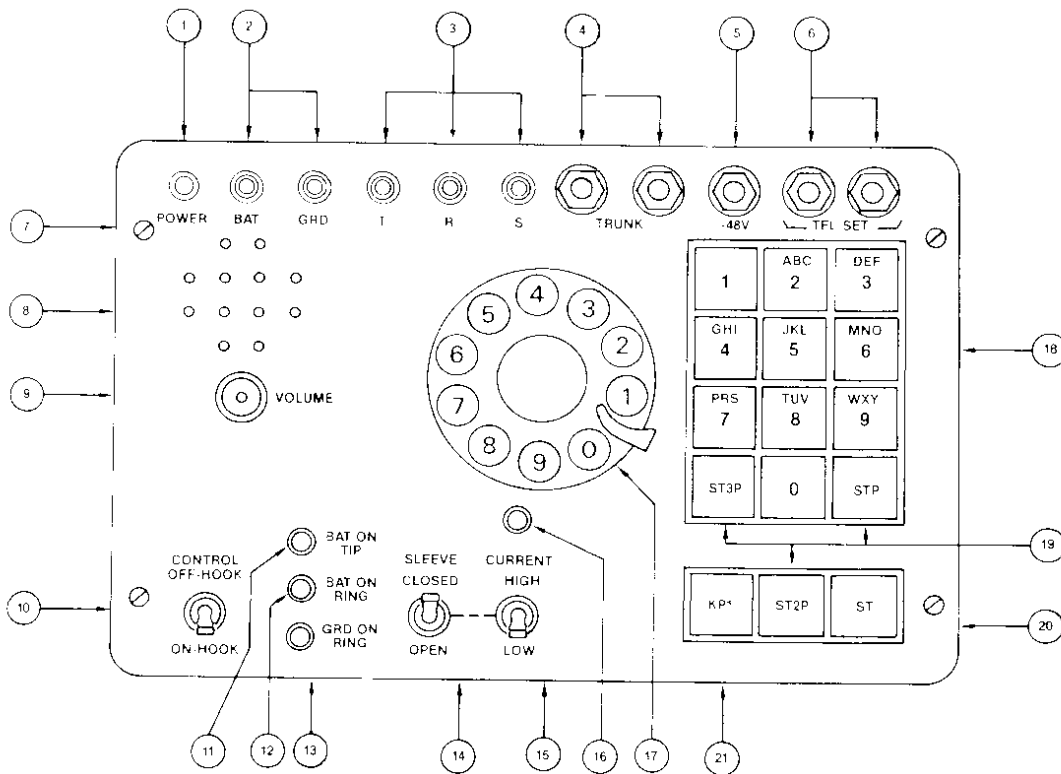 1 2 3 4 5 6
POWER BAT GRD T R S TRUNK -48V TFL SET
7 8 9 10
VOLUME
4 3 2 1 0 9 8 7 6 5
1 ABC 2 DEF 3
GHI 4 JKL 5 MNO 6
PRS 7 TUV 8 WXY 9
ST3P 0 STP
KP1 ST2P ST
18
19
20
CONTROL
OFF-HOOK
ON-HOOK
BAT ON
TIP
BAT ON
RING
GRD ON
RING
SLEEVE CURRENT
CLOSED HIGH
OPEN LOW
11 12 13 14 15 16 17 21